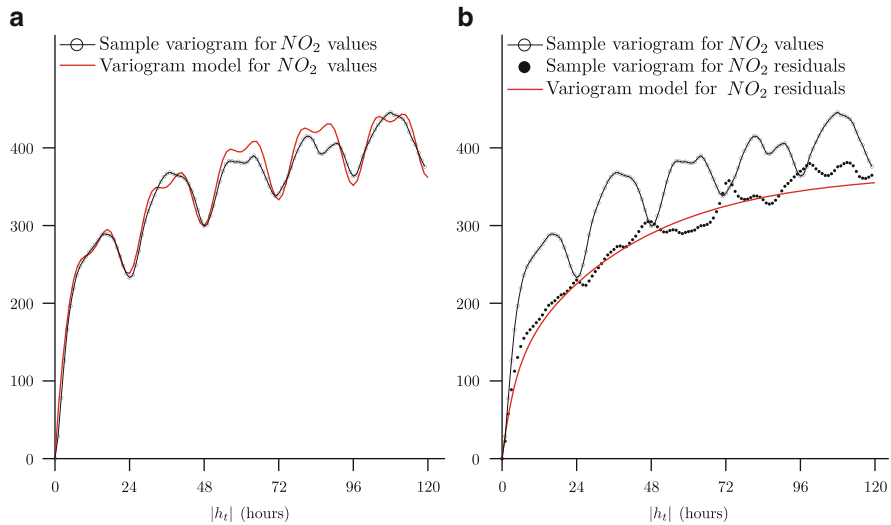 a
Sample variogram for NO2 values
Variogram model for NO2 values
400
300
200
100
0
0 24 48 72 96 120
|ht| (hours)
b
Sample variogram for NO2 values
Sample variogram for NO2 residuals
Variogram model for NO2 residuals
400
300
200
100
0
0 24 48 72 96 120
|ht| (hours)